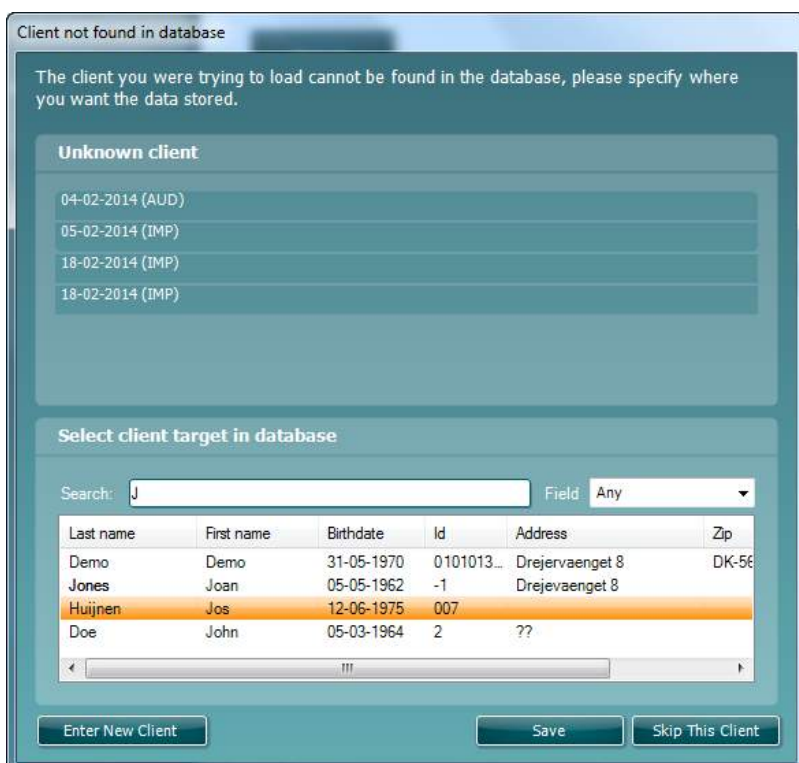 Client not found in database
The client you were trying to load cannot be found in the database, please specify where
you want the data stored.
Unknown client
04-02-2014 (AUD)
05-02-2014 (IMP)
18-02-2014 (IMP)
18-02-2014 (IMP)
Select client target in database
Search: J Field Any
Last name First name Birthdate Id Address Zip
Demo Demo 31-05-1970 0101013... Drejervaenget 8 DK-56
Jones Joan 05-05-1962 -1 Drejevaenget 8
Huijnen Jos 12-06-1975 007
Doe John 05-03-1964 2 ??
Enter New Client Save Skip This Client